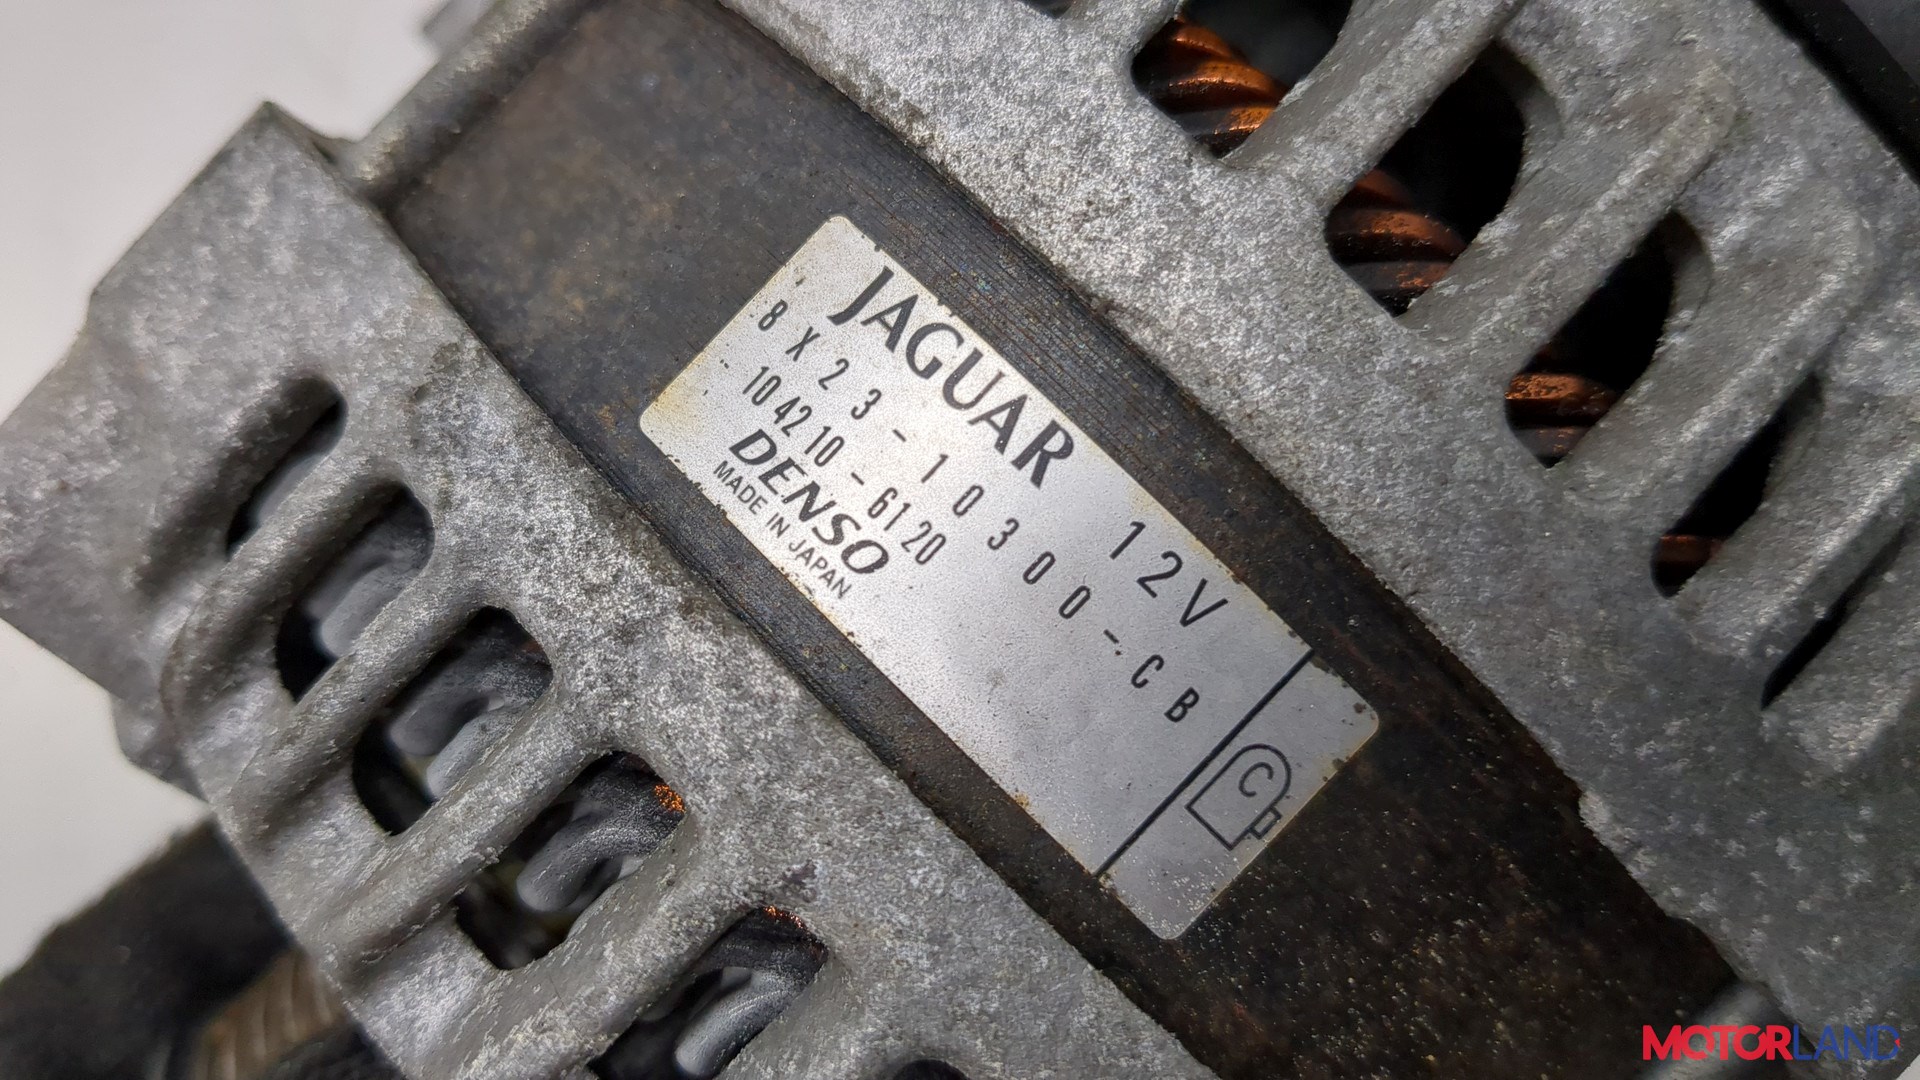 JAGUAR 12V
8X23-10300-CB
104210-6120
DENSO
MADE IN JAPAN
C
MOTORLAND